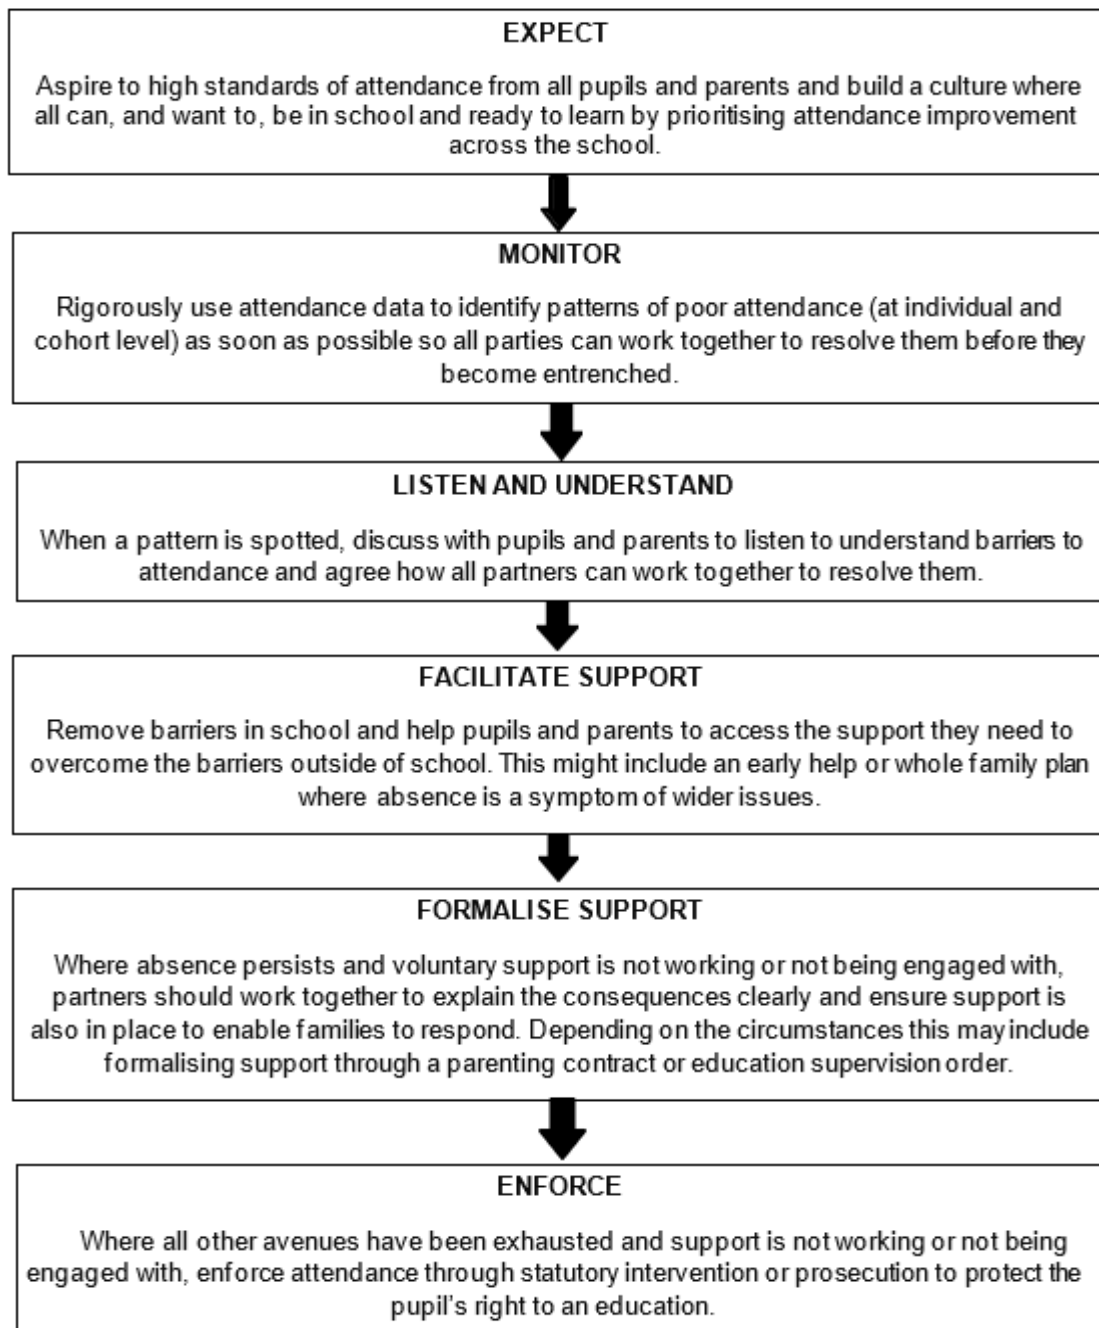 EXPECT
Aspire to high standards of attendance from all pupils and parents and build a culture where
all can, and want to, be in school and ready to learn by prioritising attendance improvement
across the school.
MONITOR
Rigorously use attendance data to identify patterns of poor attendance (at individual and
cohort level) as soon as possible so all parties can work together to resolve them before they
become entrenched.
LISTEN AND UNDERSTAND
When a pattern is spotted, discuss with pupils and parents to listen to understand barriers to
attendance and agree how all partners can work together to resolve them.
FACILITATE SUPPORT
Remove barriers in school and help pupils and parents to access the support they need to
overcome the barriers outside of school. This might include an early help or whole family plan
where absence is a symptom of wider issues.
FORMALISE SUPPORT
Where absence persists and voluntary support is not working or not being engaged with,
partners should work together to explain the consequences clearly and ensure support is
also in place to enable families to respond. Depending on the circumstances this may include
formalising support through a parenting contract or education supervision order.
ENFORCE
Where all other avenues have been exhausted and support is not working or not being
engaged with, enforce attendance through statutory intervention or prosecution to protect the
pupil's right to an education.